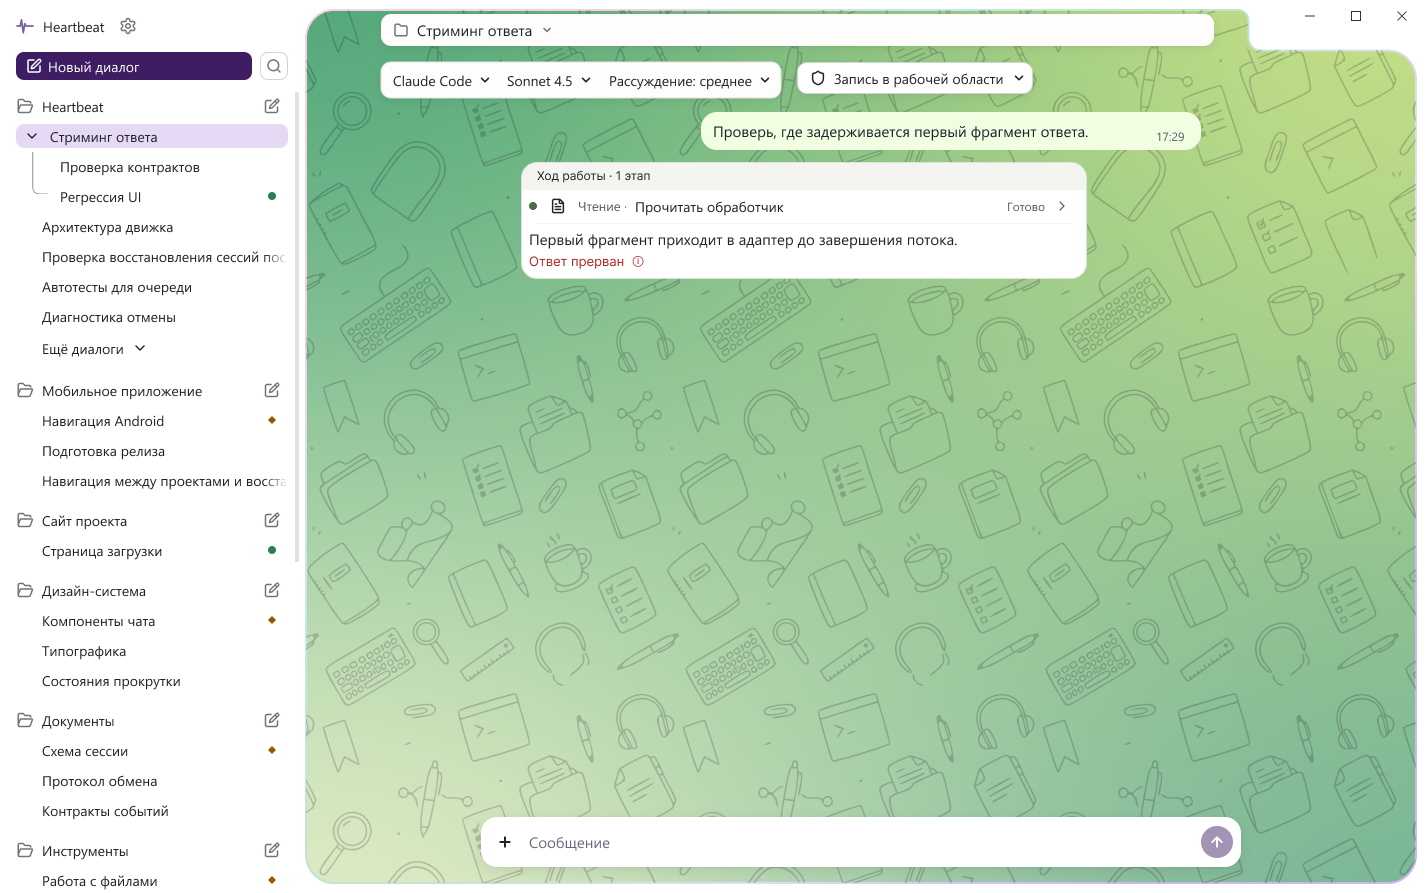 Heartbeat
Новый диалог
Heartbeat
Стриминг ответа
Проверка контрактов
Регрессия UI
Архитектура движка
Проверка восстановления сессий пос
Автотесты для очереди
Диагностика отмены
Ещё диалоги
Мобильное приложение
Навигация Android
Подготовка релиза
Навигация между проектами и восста
Сайт проекта
Страница загрузки
Дизайн-система
Компоненты чата
Типографика
Состояния прокрутки
Документы
Схема сессии
Протокол обмена
Контракты событий
Инструменты
Работа с файлами
Стриминг ответа
Claude Code Sonnet 4.5 Рассуждение: среднее Запись в рабочей области
Проверь, где задерживается первый фрагмент ответа. 17:29
Ход работы · 1 этап
Чтение · Прочитать обработчик Готово
Первый фрагмент приходит в адаптер до завершения потока.
Ответ прерван
Сообщение